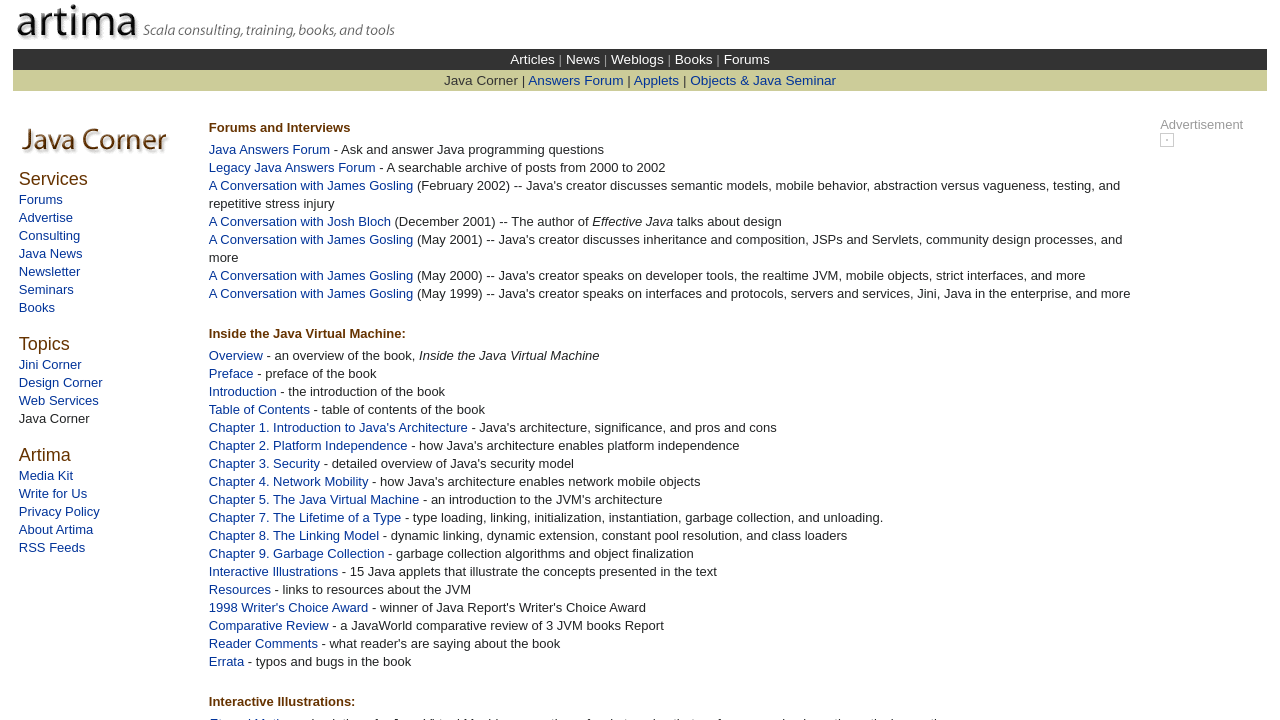 artima Scala consulting, training, books, and tools
Articles | News | Weblogs | Books | Forums
Java Corner | Answers Forum | Applets | Objects & Java Seminar
Java Corner
Services
Forums
Advertise
Consulting
Java News
Newsletter
Seminars
Books
Topics
Jini Corner
Design Corner
Web Services
Java Corner
Artima
Media Kit
Write for Us
Privacy Policy
About Artima
RSS Feeds
Forums and Interviews
Java Answers Forum - Ask and answer Java programming questions
Legacy Java Answers Forum - A searchable archive of posts from 2000 to 2002
A Conversation with James Gosling (February 2002) -- Java's creator discusses semantic models, mobile behavior, abstraction versus vagueness, testing, and
repetitive stress injury
A Conversation with Josh Bloch (December 2001) -- The author of Effective Java talks about design
A Conversation with James Gosling (May 2001) -- Java's creator discusses inheritance and composition, JSPs and Servlets, community design processes, and
more
A Conversation with James Gosling (May 2000) -- Java's creator speaks on developer tools, the realtime JVM, mobile objects, strict interfaces, and more
A Conversation with James Gosling (May 1999) -- Java's creator speaks on interfaces and protocols, servers and services, Jini, Java in the enterprise, and more
Inside the Java Virtual Machine:
Overview - an overview of the book, Inside the Java Virtual Machine
Preface - preface of the book
Introduction - the introduction of the book
Table of Contents - table of contents of the book
Chapter 1. Introduction to Java's Architecture - Java's architecture, significance, and pros and cons
Chapter 2. Platform Independence - how Java's architecture enables platform independence
Chapter 3. Security - detailed overview of Java's security model
Chapter 4. Network Mobility - how Java's architecture enables network mobile objects
Chapter 5. The Java Virtual Machine - an introduction to the JVM's architecture
Chapter 7. The Lifetime of a Type - type loading, linking, initialization, instantiation, garbage collection, and unloading.
Chapter 8. The Linking Model - dynamic linking, dynamic extension, constant pool resolution, and class loaders
Chapter 9. Garbage Collection - garbage collection algorithms and object finalization
Interactive Illustrations - 15 Java applets that illustrate the concepts presented in the text
Resources - links to resources about the JVM
1998 Writer's Choice Award - winner of Java Report's Writer's Choice Award
Comparative Review - a JavaWorld comparative review of 3 JVM books Report
Reader Comments - what reader's are saying about the book
Errata - typos and bugs in the book
Interactive Illustrations:
Advertisement